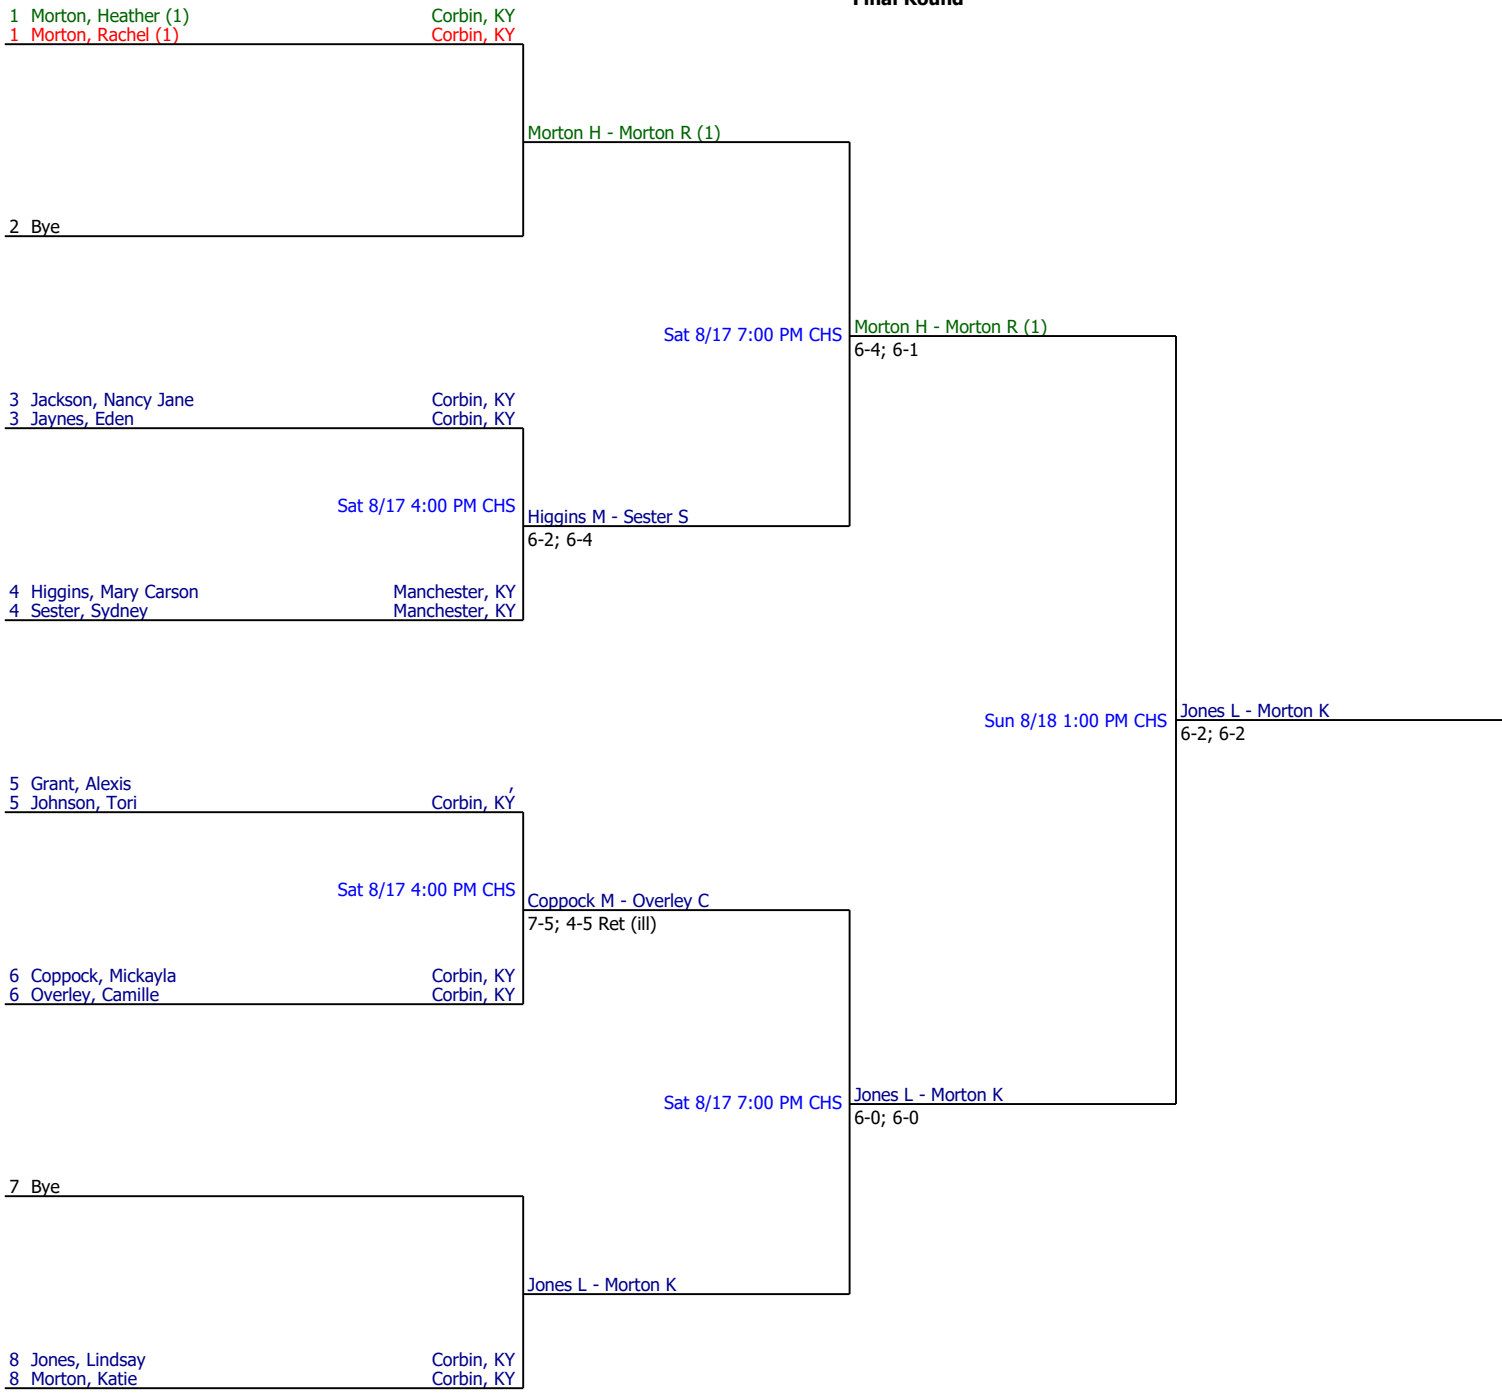 Final Round
1 Morton, Heather (1) Corbin, KY
1 Morton, Rachel (1) Corbin, KY
Morton H - Morton R (1)
2 Bye
Sat 8/17 7:00 PM CHS
Morton H - Morton R (1)
6-4; 6-1
3 Jackson, Nancy Jane Corbin, KY
3 Jaynes, Eden Corbin, KY
Sat 8/17 4:00 PM CHS
Higgins M - Sester S
6-2; 6-4
4 Higgins, Mary Carson Manchester, KY
4 Sester, Sydney Manchester, KY
Sun 8/18 1:00 PM CHS
Jones L - Morton K
6-2; 6-2
5 Grant, Alexis ,
5 Johnson, Tori Corbin, KY
Sat 8/17 4:00 PM CHS
Coppock M - Overley C
7-5; 4-5 Ret (ill)
6 Coppock, Mickayla Corbin, KY
6 Overley, Camille Corbin, KY
Sat 8/17 7:00 PM CHS
Jones L - Morton K
6-0; 6-0
7 Bye
Jones L - Morton K
8 Jones, Lindsay Corbin, KY
8 Morton, Katie Corbin, KY